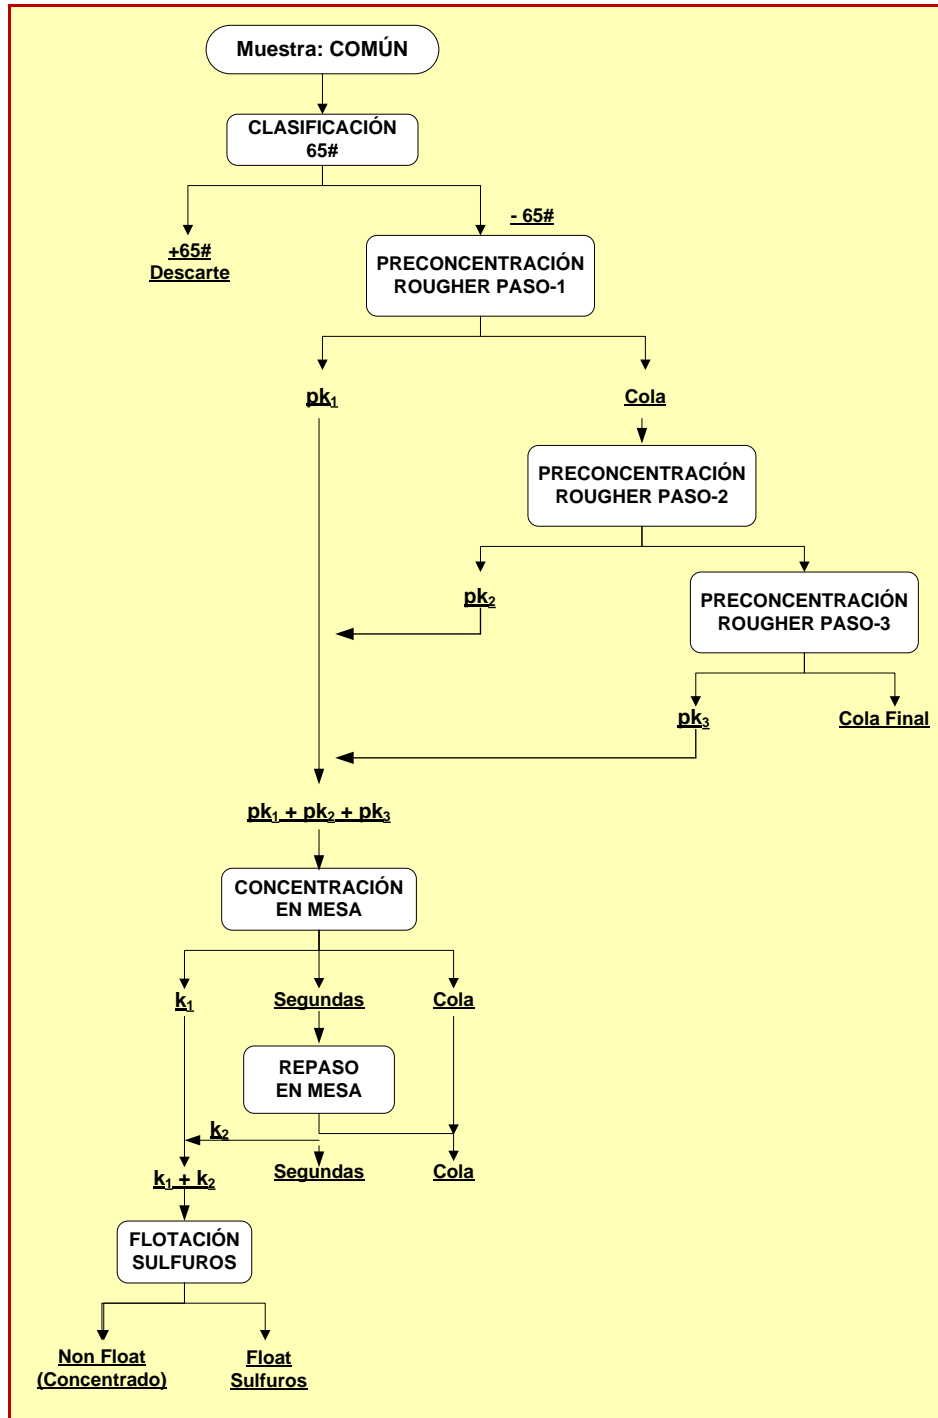 Muestra: COMÚN
CLASIFICACIÓN
65#
- 65#
+65#
Descarte
PRECONCENTRACIÓN
ROUGHER PASO-1
pk₁
Cola
PRECONCENTRACIÓN
ROUGHER PASO-2
pk₂
PRECONCENTRACIÓN
ROUGHER PASO-3
pk₃
Cola Final
pk₁ + pk₂ + pk₃
CONCENTRACIÓN
EN MESA
k₁
Segundas
Cola
REPASO
EN MESA
k₂
Segundas
Cola
k₁ + k₂
FLOTACIÓN
SULFUROS
Non Float
(Concentrado)
Float
Sulfuros